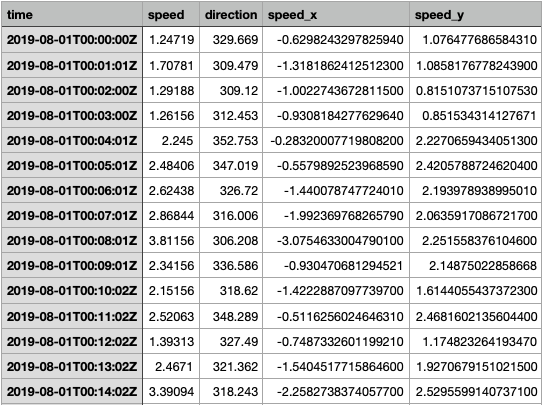 time speed direction speed_x speed_y
2019-08-01T00:00:00Z 1.24719 329.669 -0.6298243297825940 1.076477686584310
2019-08-01T00:01:01Z 1.70781 309.479 -1.3181862412512300 1.0858176778243900
2019-08-01T00:02:00Z 1.29188 309.12 -1.0022743672811500 0.8151073715107530
2019-08-01T00:03:00Z 1.26156 312.453 -0.9308184277629640 0.851534314127671
2019-08-01T00:04:01Z 2.245 352.753 -0.28320007719808200 2.2270659434051300
2019-08-01T00:05:01Z 2.48406 347.019 -0.5579892523968590 2.4205788724620400
2019-08-01T00:06:01Z 2.62438 326.72 -1.440078747724010 2.193978938995010
2019-08-01T00:07:01Z 2.86844 316.006 -1.992369768265790 2.0635917086721700
2019-08-01T00:08:01Z 3.81156 306.208 -3.0754633004790100 2.251558376104600
2019-08-01T00:09:01Z 2.34156 336.586 -0.930470681294521 2.14875022858668
2019-08-01T00:10:02Z 2.15156 318.62 -1.4222887097739700 1.6144055437372300
2019-08-01T00:11:02Z 2.52063 348.289 -0.5116256024646310 2.4681602135604400
2019-08-01T00:12:02Z 1.39313 327.49 -0.7487332601199210 1.174823264193470
2019-08-01T00:13:02Z 2.4671 321.362 -1.5404517715864600 1.9270679151021500
2019-08-01T00:14:02Z 3.39094 318.243 -2.2582738374057700 2.5295599140737100